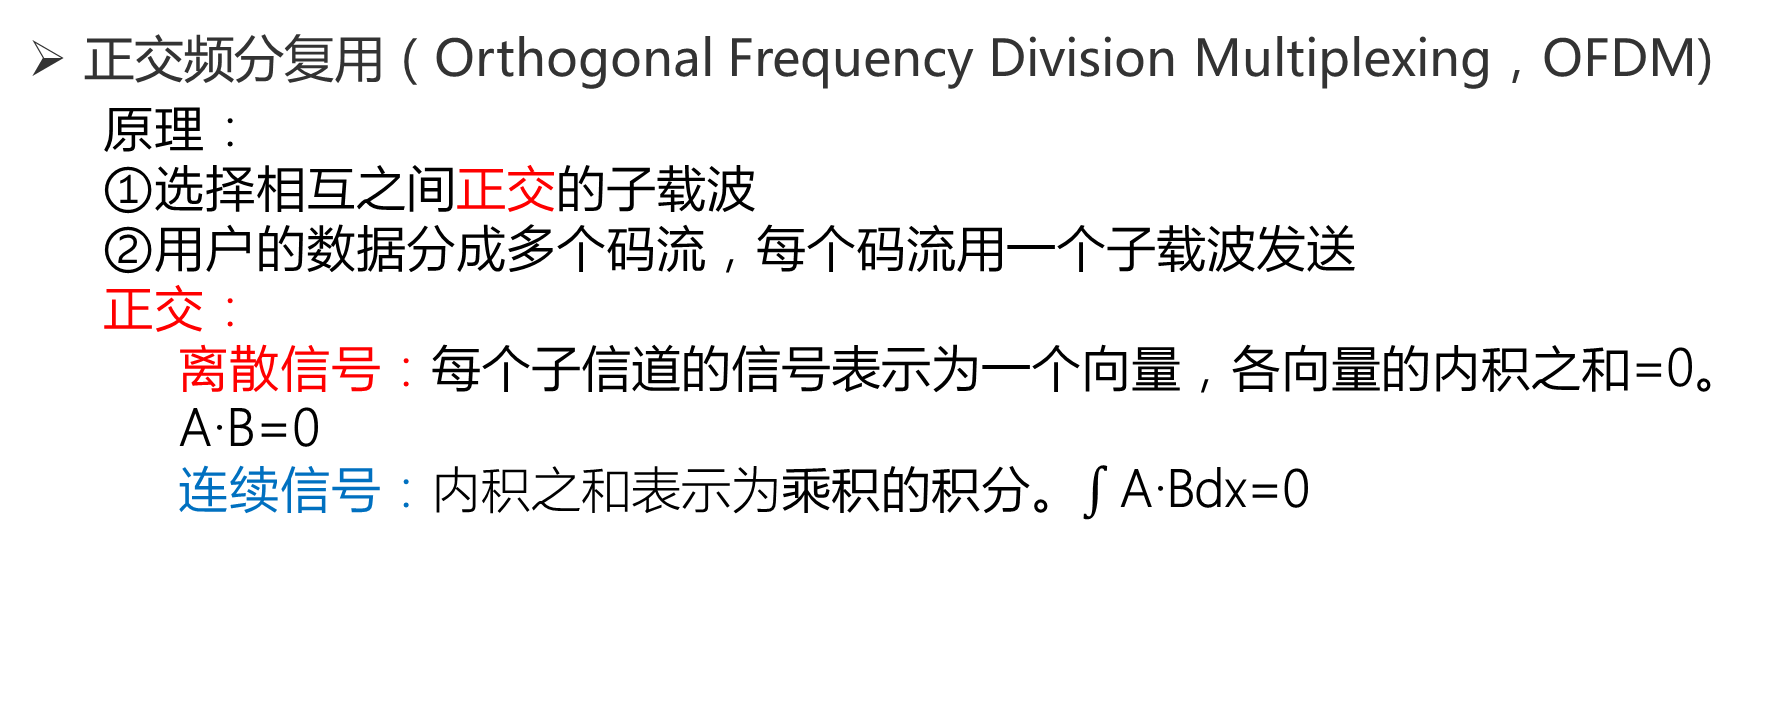 ➢ 正交频分复用（Orthogonal Frequency Division Multiplexing，OFDM)
原理：
①选择相互之间正交的子载波
②用户的数据分成多个码流，每个码流用一个子载波发送
正交：
离散信号：每个子信道的信号表示为一个向量，各向量的内积之和=0。
A·B=0
连续信号：内积之和表示为乘积的积分。∫ A·Bdx=0